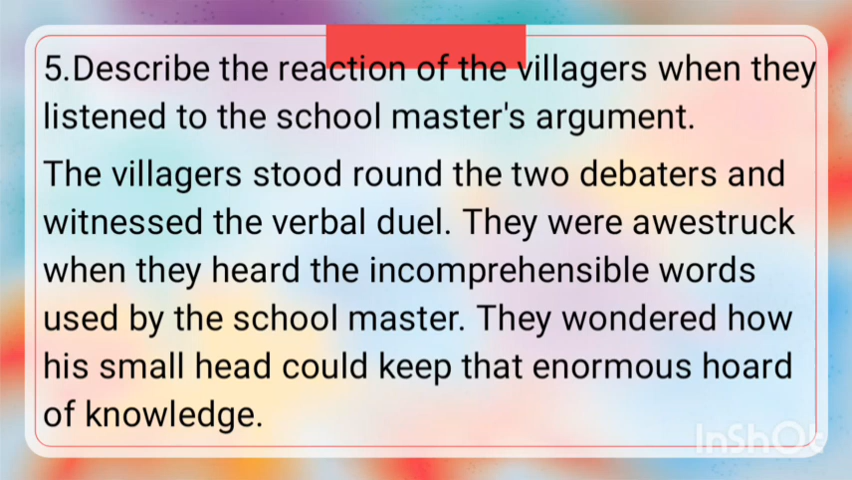 5.Describe the reaction of the villagers when they
listened to the school master's argument.
The villagers stood round the two debaters and
witnessed the verbal duel. They were awestruck
when they heard the incomprehensible words
used by the school master. They wondered how
his small head could keep that enormous hoard
of knowledge.
InShOt